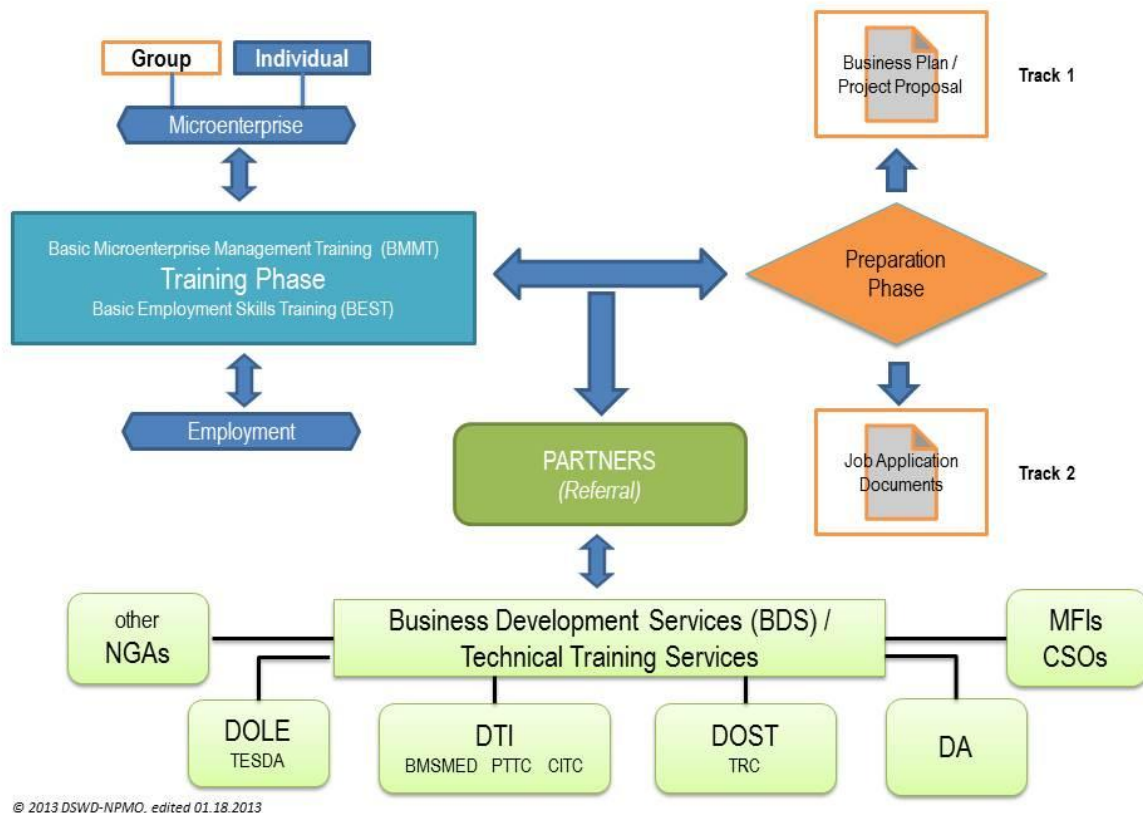 Group
Individual
Microenterprise
Basic Microenterprise Management Training (BMMT)
Training Phase
Basic Employment Skills Training (BEST)
Employment
Business Plan /
Project Proposal
Track 1
Preparation
Phase
Job Application
Documents
Track 2
PARTNERS
(Referral)
Business Development Services (BDS) /
Technical Training Services
other
NGAs
MFIs
CSOs
DOLE
TESDA
DTI
BMSMED PTTC CITC
DOST
TRC
DA
© 2013 DSWD-NPMO, edited 01.18.2013